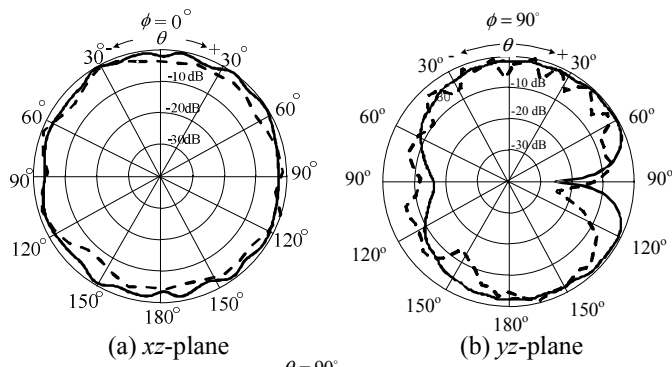 ϕ = 0°
θ
30° - + 30°
-10 dB
-20dB
-30dB
60° 60°
90° 90°
120° 120°
150° 150°
180°
(a) xz-plane
ϕ = 90°
θ
30° - + 30°
-10 dB
-20 dB
-30 dB
60° 60°
90° 90°
120° 120°
150° 150°
180°
(b) yz-plane
θ = 90°